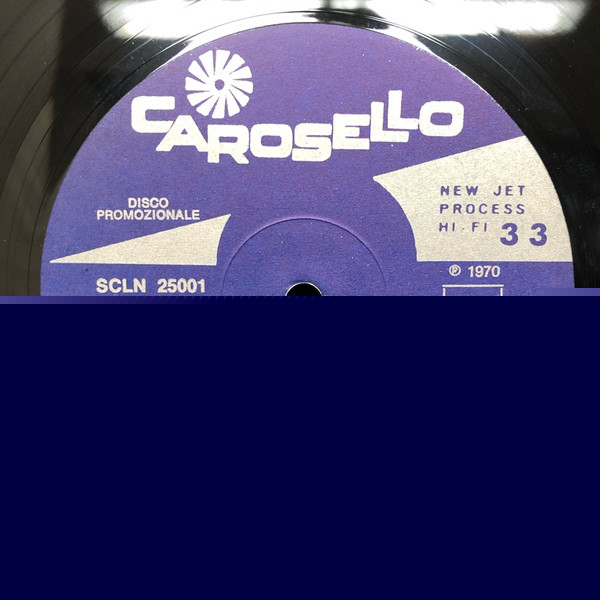 CAROSELLO
DISCO
PROMOZIONALE
NEW JET
PROCESS
HI-FI 33
SCLN 25001
℗ 1970